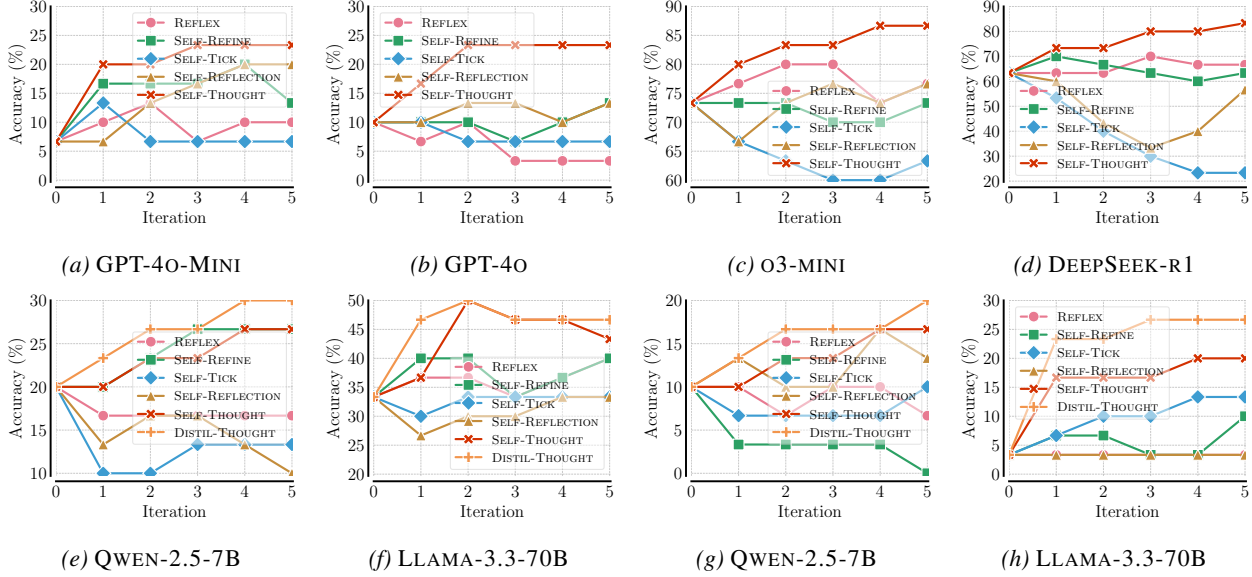 30
25
20
15
10
5
0
Accuracy (%)
REFLEX
SELF-REFINE
SELF-TICK
SELF-REFLECTION
SELF-THOUGHT
0 1 2 3 4 5
Iteration
(a) GPT-4O-MINI
30
25
20
15
10
5
0
Accuracy (%)
REFLEX
SELF-REFINE
SELF-TICK
SELF-REFLECTION
SELF-THOUGHT
0 1 2 3 4 5
Iteration
(b) GPT-4O
90
85
80
75
70
65
60
Accuracy (%)
REFLEX
SELF-REFINE
SELF-TICK
SELF-REFLECTION
SELF-THOUGHT
0 1 2 3 4 5
Iteration
(c) O3-MINI
90
80
70
60
50
40
30
20
Accuracy (%)
REFLEX
SELF-REFINE
SELF-TICK
SELF-REFLECTION
SELF-THOUGHT
0 1 2 3 4 5
Iteration
(d) DEEPSEEK-R1
30
25
20
15
10
Accuracy (%)
REFLEX
SELF-REFINE
SELF-TICK
SELF-REFLECTION
SELF-THOUGHT
DISTIL-THOUGHT
0 1 2 3 4 5
Iteration
(e) QWEN-2.5-7B
50
45
40
35
30
25
20
Accuracy (%)
REFLEX
SELF-REFINE
SELF-TICK
SELF-REFLECTION
SELF-THOUGHT
DISTIL-THOUGHT
0 1 2 3 4 5
Iteration
(f) LLAMA-3.3-70B
20
15
10
5
0
Accuracy (%)
REFLEX
SELF-REFINE
SELF-TICK
SELF-REFLECTION
SELF-THOUGHT
DISTIL-THOUGHT
0 1 2 3 4 5
Iteration
(g) QWEN-2.5-7B
30
25
20
15
10
5
0
Accuracy (%)
REFLEX
SELF-REFINE
SELF-TICK
SELF-REFLECTION
SELF-THOUGHT
DISTIL-THOUGHT
0 1 2 3 4 5
Iteration
(h) LLAMA-3.3-70B